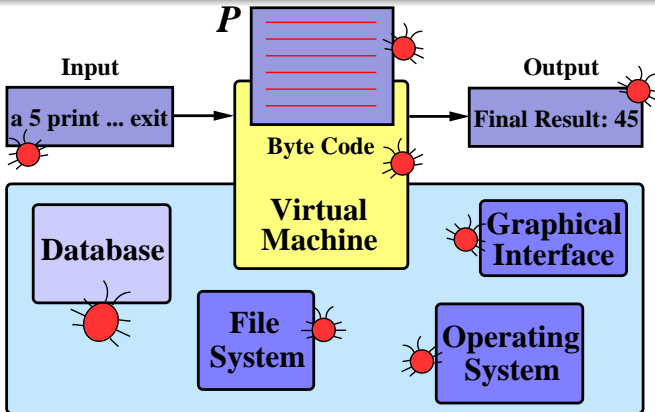 P
Input
Output
a 5 print ... exit
Final Result: 45
Byte Code
Virtual
Machine
Database
Graphical
Interface
File
System
Operating
System